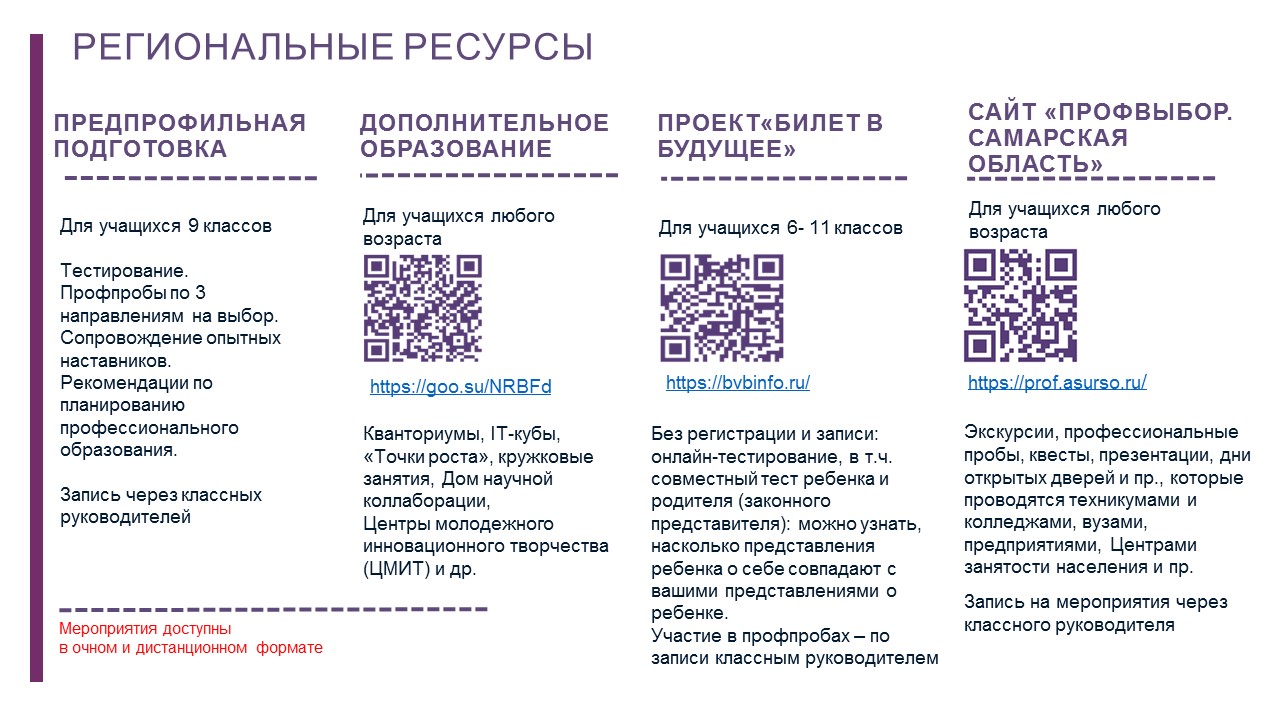 РЕГИОНАЛЬНЫЕ РЕСУРСЫ
ПРЕДПРОФИЛЬНАЯ
ПОДГОТОВКА
Для учащихся 9 классов
Тестирование.
Профпробы по 3
направлениям на выбор.
Сопровождение опытных
наставников.
Рекомендации по
планированию
профессионального
образования.
Запись через классных
руководителей
Мероприятия доступны
в очном и дистанционном формате
ДОПОЛНИТЕЛЬНОЕ
ОБРАЗОВАНИЕ
Для учащихся любого
возраста
https://goo.su/NRBFd
Кванториумы, IT-кубы,
«Точки роста», кружковые
занятия, Дом научной
коллаборации,
Центры молодежного
инновационного творчества
(ЦМИТ) и др.
ПРОЕКТ«БИЛЕТ В
БУДУЩЕЕ»
Для учащихся 6- 11 классов
https://bvbinfo.ru/
Без регистрации и записи:
онлайн-тестирование, в т.ч.
совместный тест ребенка и
родителя (законного
представителя): можно узнать,
насколько представления
ребенка о себе совпадают с
вашими представлениями о
ребенке.
Участие в профпробах – по
записи классным руководителем
САЙТ «ПРОФВЫБОР.
САМАРСКАЯ
ОБЛАСТЬ»
Для учащихся любого
возраста
https://prof.asurso.ru/
Экскурсии, профессиональные
пробы, квесты, презентации, дни
открытых дверей и пр., которые
проводятся техникумами и
колледжами, вузами,
предприятиями, Центрами
занятости населения и пр.
Запись на мероприятия через
классного руководителя